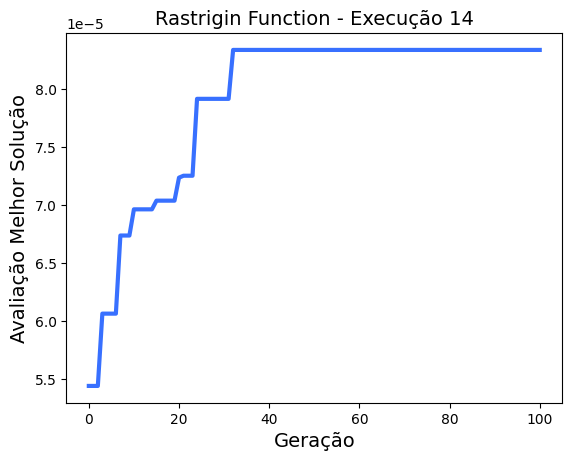 Rastrigin Function - Execução 14
1e−5
Avaliação Melhor Solução
8.0
7.5
7.0
6.5
6.0
5.5
0 20 40 60 80 100
Geração